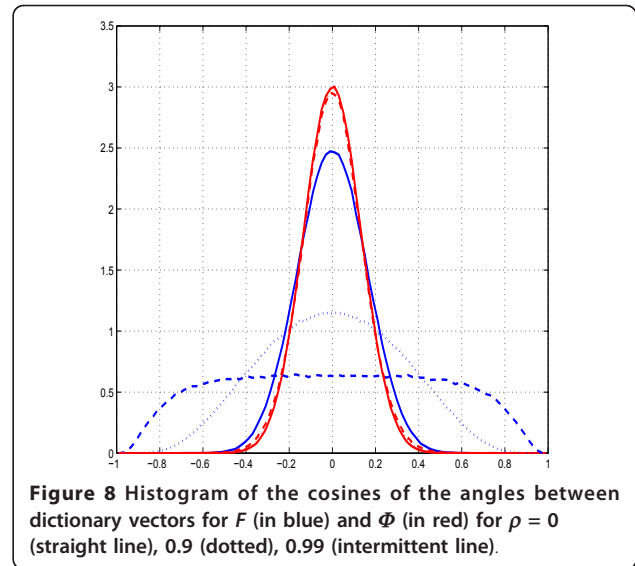 3.5
3
2.5
2
1.5
1
0.5
0
-1 -0.8 -0.6 -0.4 -0.2 0 0.2 0.4 0.6 0.8 1
Figure 8 Histogram of the cosines of the angles between
dictionary vectors for F (in blue) and Φ (in red) for ρ = 0
(straight line), 0.9 (dotted), 0.99 (intermittent line).